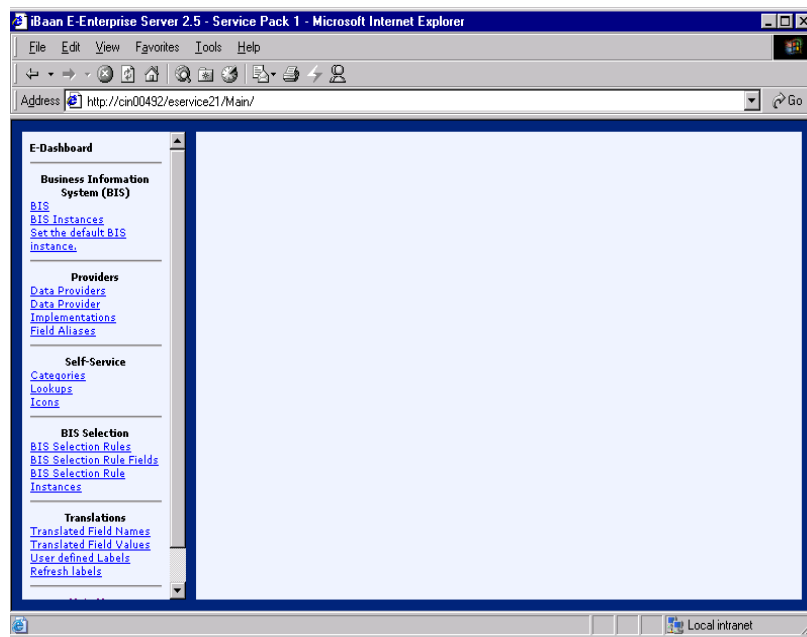 iBaan E-Enterprise Server 2.5 - Service Pack 1 - Microsoft Internet Explorer
File Edit View Favorites Tools Help
Address http://cin00492/eservice21/Main/ Go
E-Dashboard
Business Information
System (BIS)
BIS
BIS Instances
Set the default BIS
instance.
Providers
Data Providers
Data Provider
Implementations
Field Aliases
Self-Service
Categories
Lookups
Icons
BIS Selection
BIS Selection Rules
BIS Selection Rule Fields
BIS Selection Rule
Instances
Translations
Translated Field Names
Translated Field Values
User defined Labels
Refresh labels
Local intranet